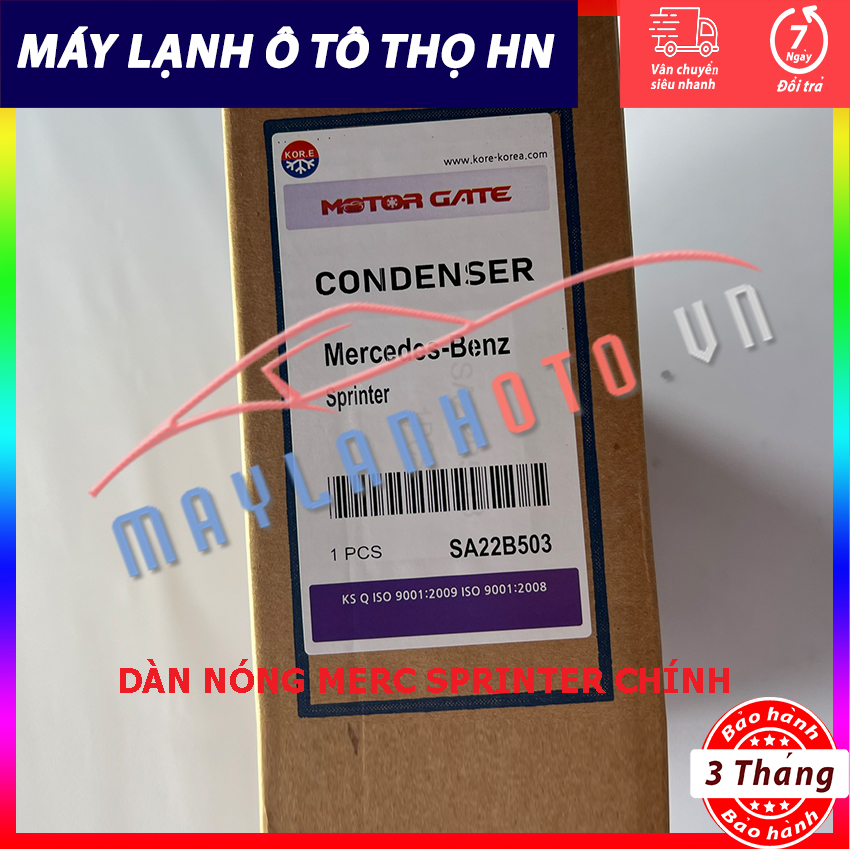 MÁY LẠNH Ô TÔ THỌ HN
Vân chuyển
siêu nhanh
7
Ngày
Đổi trả
KOR.E
www.kore-korea.com
MOTOR GATE
CONDENSER
Mercedes-Benz
Sprinter
MAYLANHOTO.VN
1 PCS
SA22B503
KS Q ISO 9001:2009 ISO 9001:2008
DÀN NÓNG MERC SPRINTER CHÍNH
Bảo hành
3 Tháng
Bảo hành